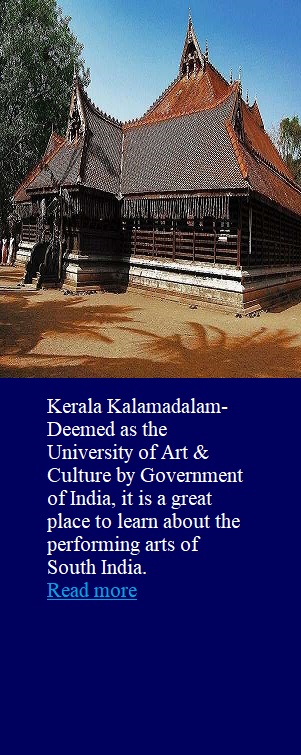 Kerala Kalamadalam-
Deemed as the
University of Art &
Culture by Government
of India, it is a great
place to learn about the
performing arts of
South India.
Read more